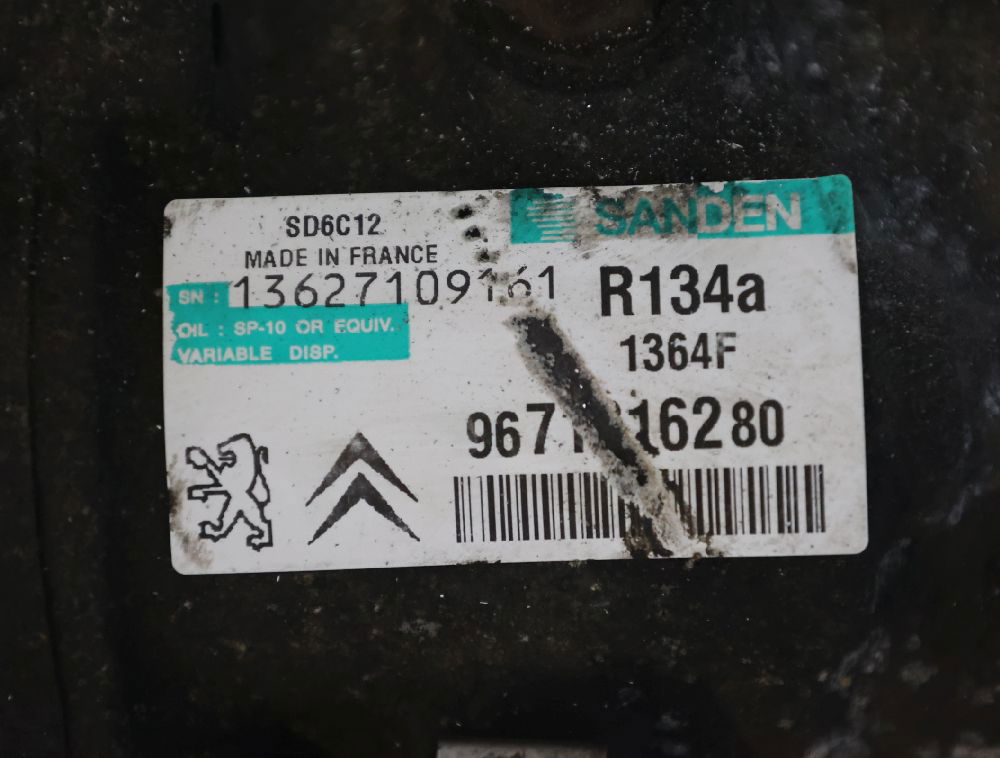 SD6C12
SANDEN
MADE IN FRANCE
SN : 13627109161
R134a
OIL : SP-10 OR EQUIV.
VARIABLE DISP.
1364F